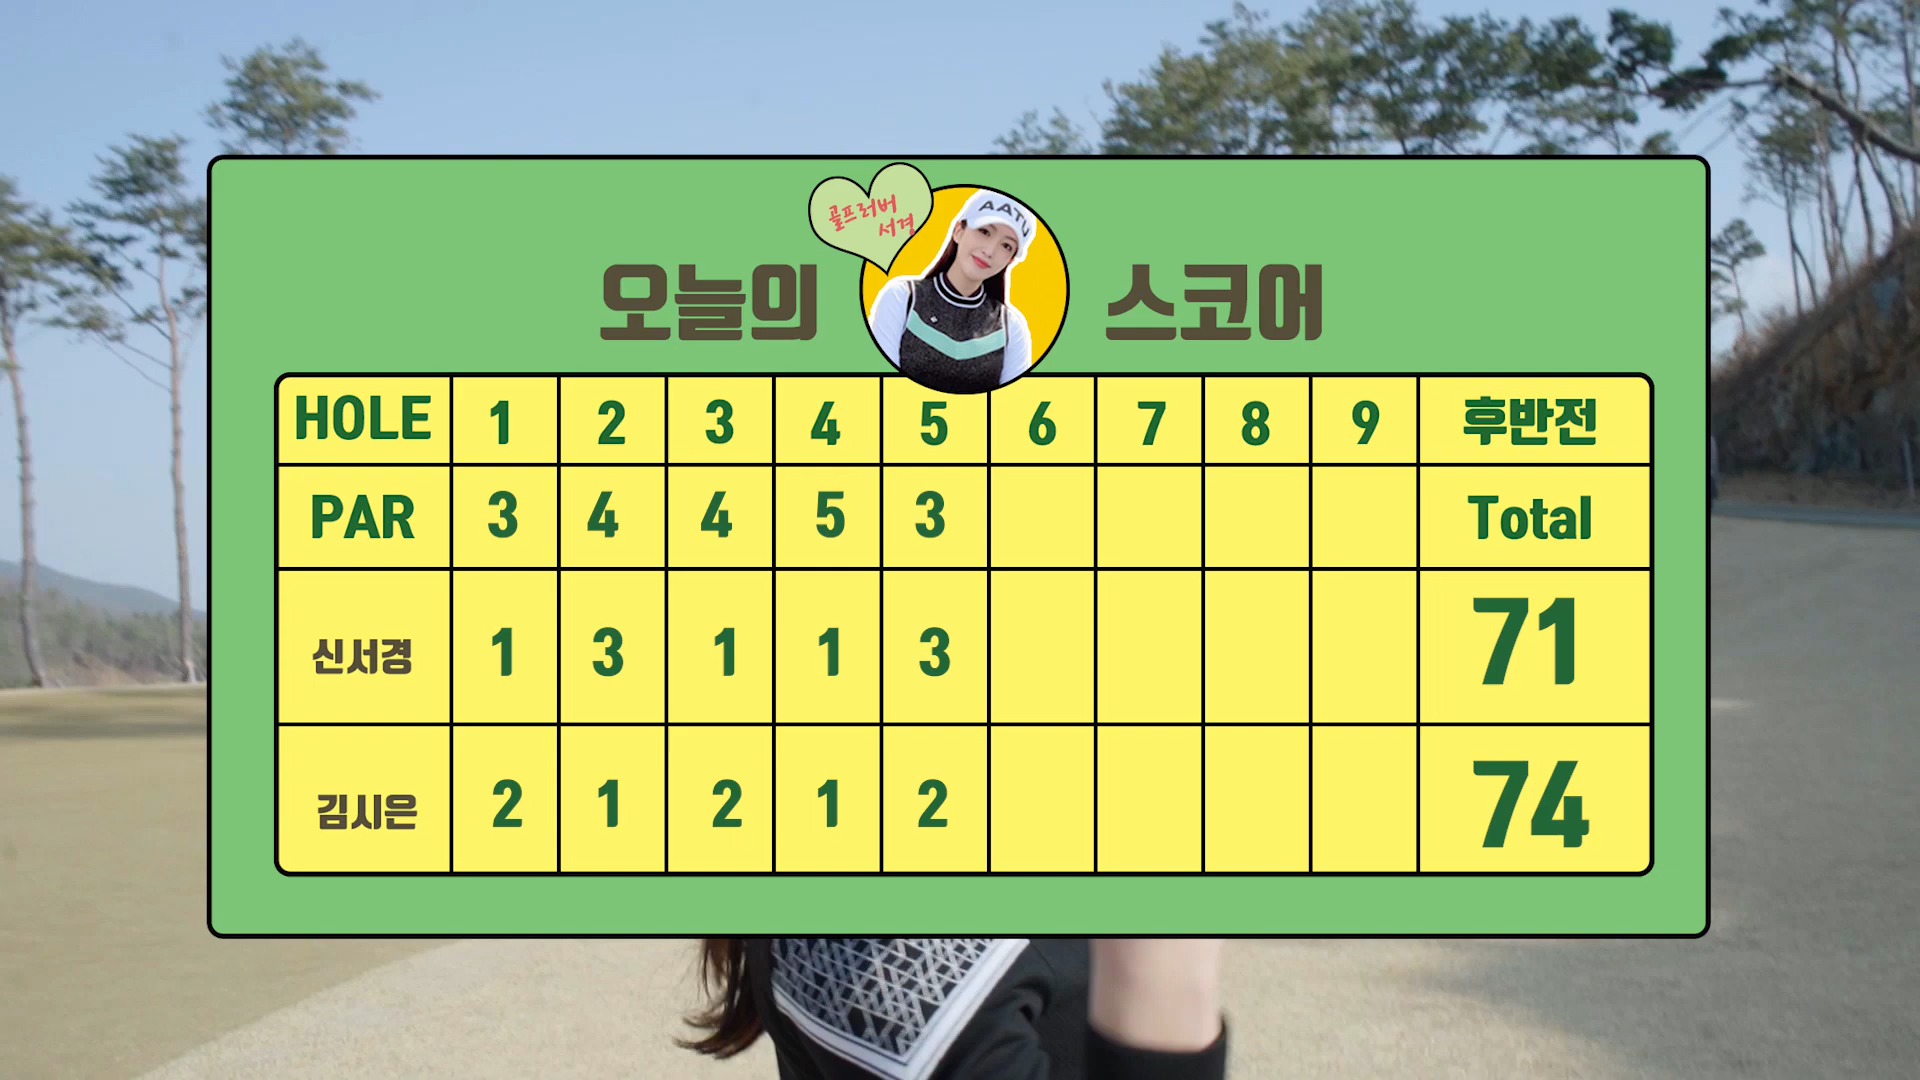 골프러버
서경
AATU
오늘의 스코어
HOLE 1 2 3 4 5 6 7 8 9 후반전
PAR 3 4 4 5 3 Total
신서경 1 3 1 1 3 71
김시은 2 1 2 1 2 74